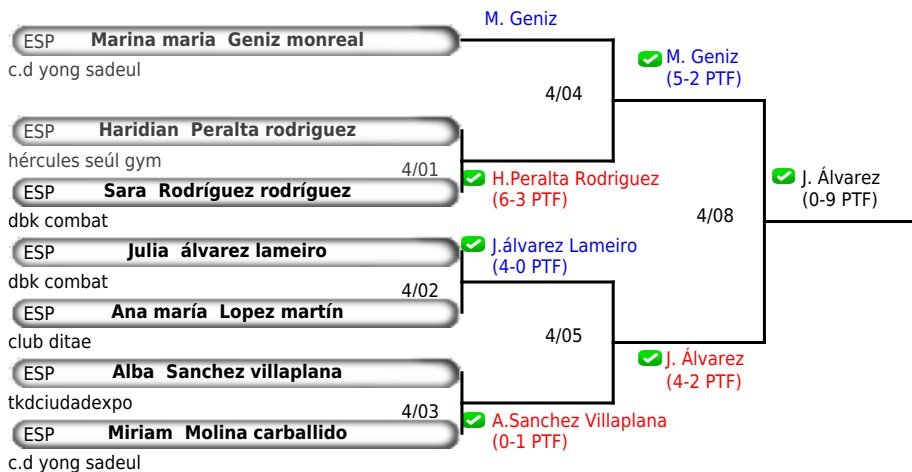 M. Geniz
ESP Marina maria Geniz monreal
c.d yong sadeul
M. Geniz
(5-2 PTF)
4/04
ESP Haridian Peralta rodriguez
hércules seúl gym
4/01
H.Peralta Rodriguez
(6-3 PTF)
ESP Sara Rodríguez rodríguez
dbk combat
J. Álvarez
(0-9 PTF)
4/08
ESP Julia álvarez lameiro
dbk combat
J.álvarez Lameiro
(4-0 PTF)
4/02
ESP Ana maría Lopez martín
club ditae
4/05
J. Álvarez
(4-2 PTF)
ESP Alba Sanchez villaplana
tkdciudadexpo
4/03
A.Sanchez Villaplana
(0-1 PTF)
ESP Miriam Molina carballido
c.d yong sadeul